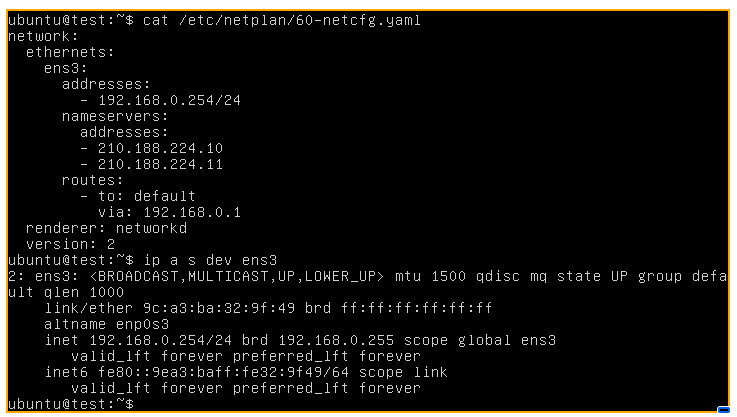 ubuntu@test:~$ cat /etc/netplan/60-netcfg.yaml
network:
  ethernets:
    ens3:
      addresses:
        - 192.168.0.254/24
      nameservers:
        addresses:
        - 210.188.224.10
        - 210.188.224.11
      routes:
        - to: default
          via: 192.168.0.1
  renderer: networkd
  version: 2
ubuntu@test:~$ ip a s dev ens3
2: ens3: <BROADCAST,MULTICAST,UP,LOWER_UP> mtu 1500 qdisc mq state UP group defa
ult qlen 1000
    link/ether 9c:a3:ba:32:9f:49 brd ff:ff:ff:ff:ff:ff
    altname enp0s3
    inet 192.168.0.254/24 brd 192.168.0.255 scope global ens3
       valid_lft forever preferred_lft forever
    inet6 fe80::9ea3:baff:fe32:9f49/64 scope link
       valid_lft forever preferred_lft forever
ubuntu@test:~$